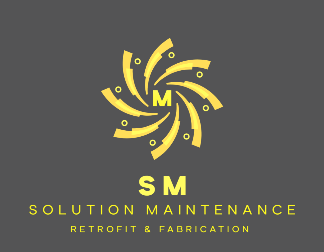 M
SM
SOLUTION MAINTENANCE
RETROFIT & FABRICATION